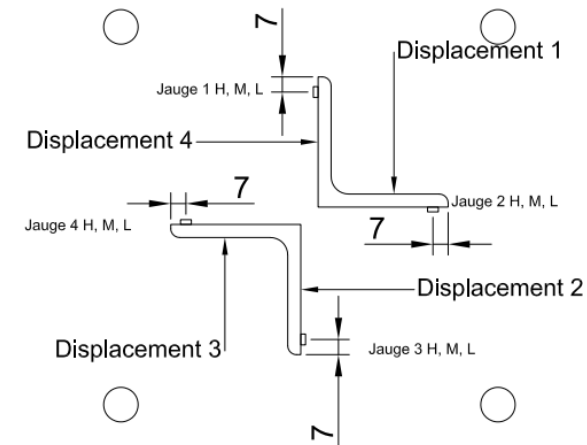 7
Displacement 1
Jauge 1 H, M, L
Displacement 4
7
Jauge 2 H, M, L
Jauge 4 H, M, L
7
Displacement 2
Displacement 3
Jauge 3 H, M, L
7